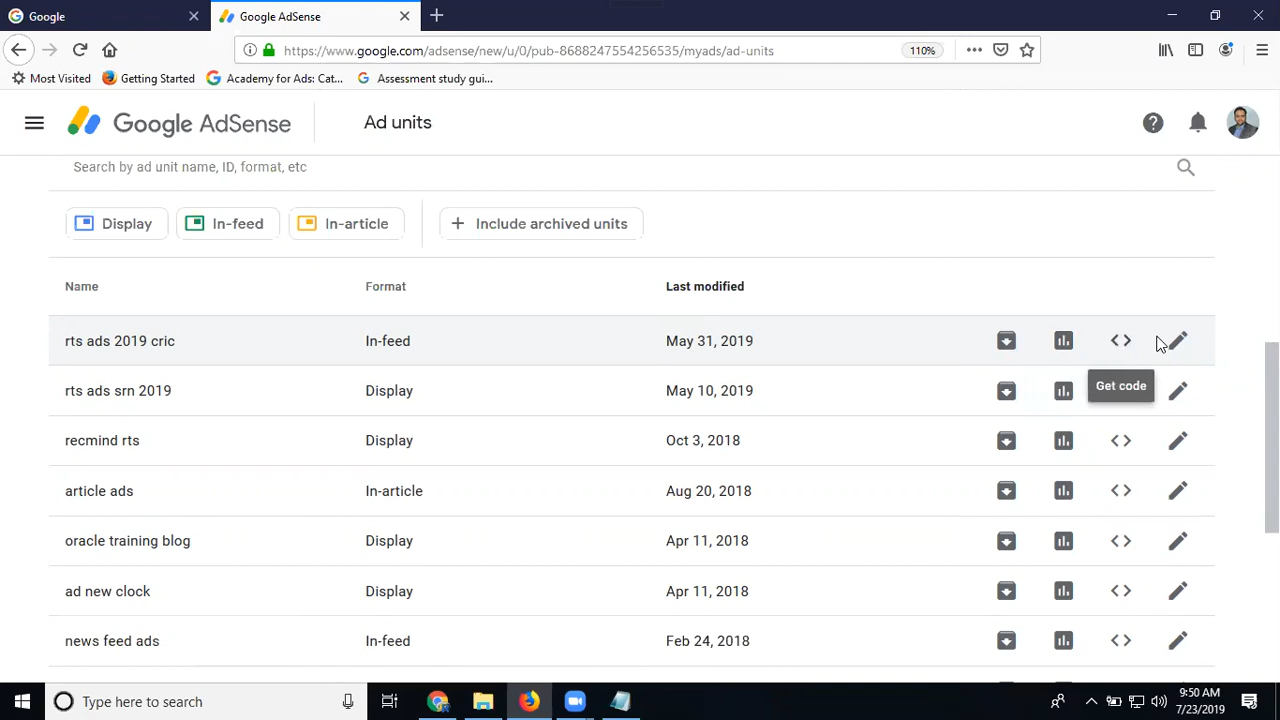 Google
Google AdSense
https://www.google.com/adsense/new/u/0/pub-8688247554256535/myads/ad-units
110%
Most Visited
Getting Started
Academy for Ads: Cat...
Assessment study gui...
Google AdSense
Ad units
Search by ad unit name, ID, format, etc
Display
In-feed
In-article
+ Include archived units
Name Format Last modified
rts ads 2019 cric In-feed May 31, 2019
Get code
rts ads srn 2019 Display May 10, 2019
recmind rts Display Oct 3, 2018
article ads In-article Aug 20, 2018
oracle training blog Display Apr 11, 2018
ad new clock Display Apr 11, 2018
news feed ads In-feed Feb 24, 2018
Type here to search
9:50 AM
7/23/2019